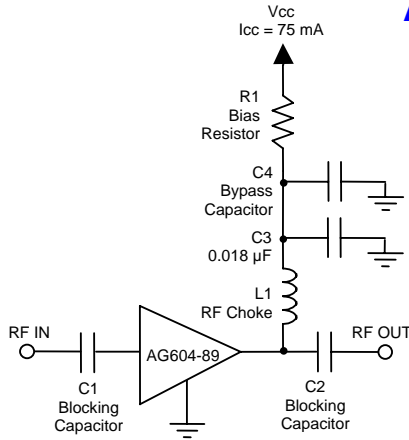 Vcc
Icc = 75 mA
R1
Bias
Resistor
C4
Bypass
Capacitor
C3
0.018 µF
L1
RF Choke
RF IN
AG604-89
RF OUT
C1
Blocking
Capacitor
C2
Blocking
Capacitor